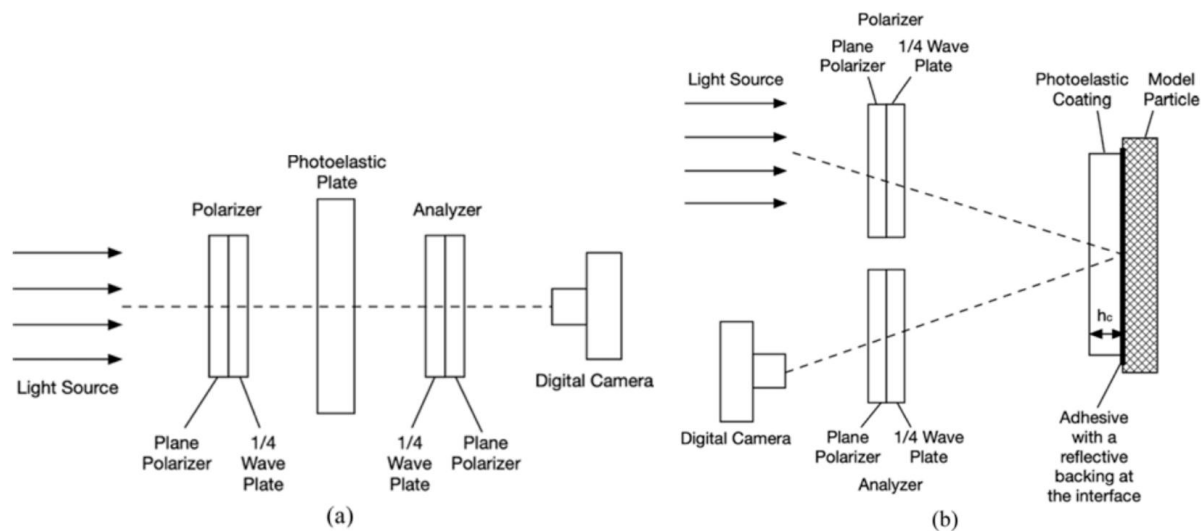 Photoelastic
Plate
Polarizer
Analyzer
Light Source
Digital Camera
Plane
Polarizer
1/4
Wave
Plate
1/4
Wave
Plate
Plane
Polarizer
(a)
Polarizer
Plane
Polarizer
1/4 Wave
Plate
Light Source
Photoelastic
Coating
Model
Particle
hc
Digital Camera
Plane
Polarizer
1/4 Wave
Plate
Analyzer
Adhesive
with a
reflective
backing at
the interface
(b)